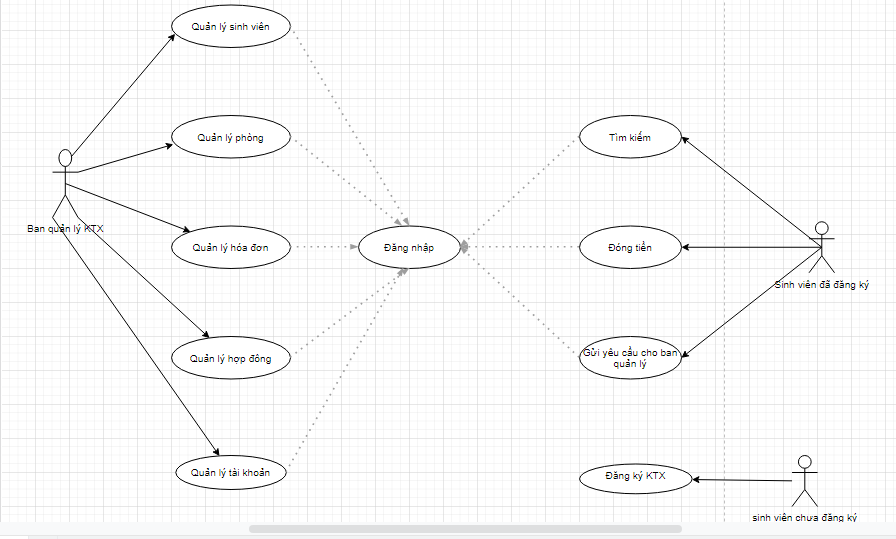 Quản lý sinh viên
Quản lý phòng
Tìm kiếm
Ban quản lý KTX
Quản lý hóa đơn
Đăng nhập
Đóng tiền
Sinh viên đã đăng ký
Quản lý hợp đông
Gửi yêu cầu cho ban
quản lý
Quản lý tài khoản
Đăng ký KTX
sinh viên chưa đăng ký